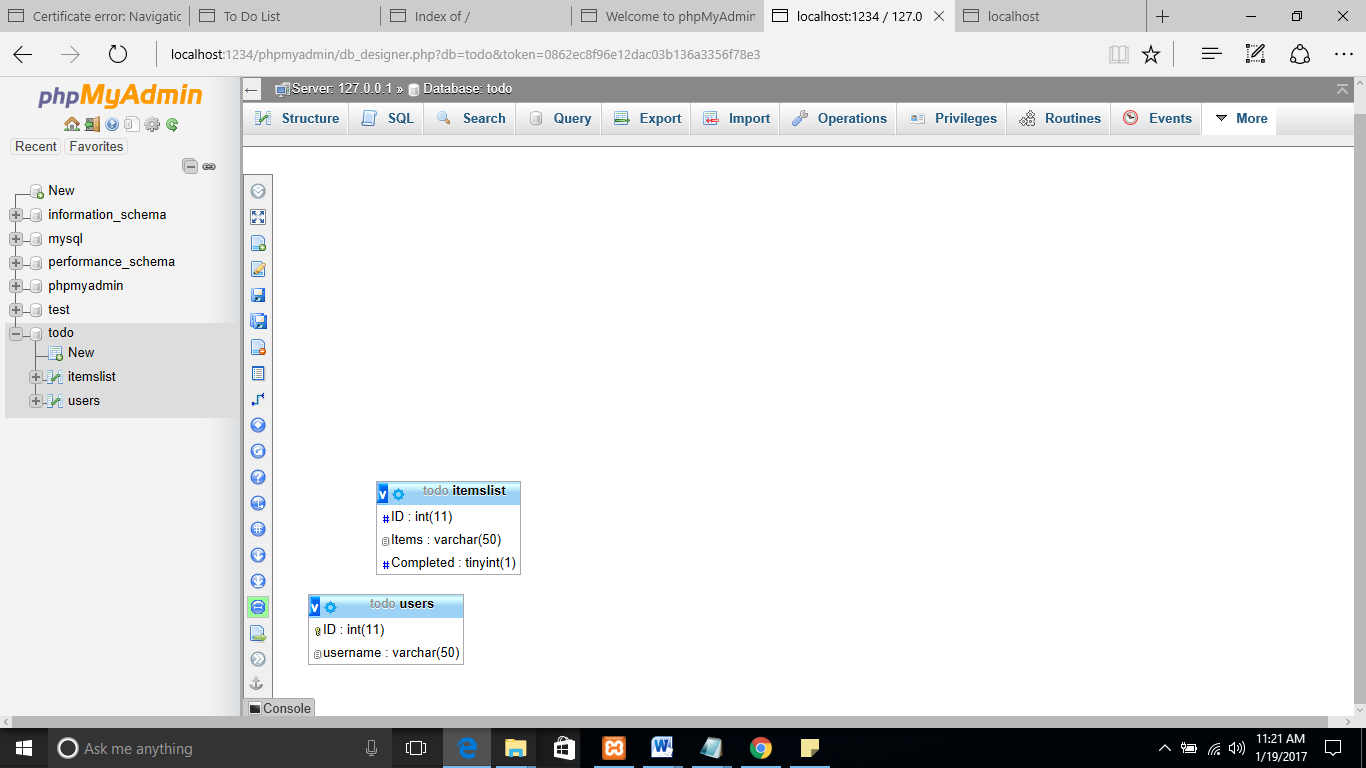 Certificate error: Navigatic
To Do List
Index of /
Welcome to phpMyAdmin
localhost:1234 / 127.0
localhost
localhost:1234/phpmyadmin/db_designer.php?db=todo&token=0862ec8f96e12dac03b136a3356f78e3
phpMyAdmin
Recent Favorites
New
information_schema
mysql
performance_schema
phpmyadmin
test
todo
New
itemslist
users
Server: 127.0.0.1 » Database: todo
Structure SQL Search Query Export Import Operations Privileges Routines Events More
v todo itemslist
#ID : int(11)
Items : varchar(50)
#Completed : tinyint(1)
v todo users
ID : int(11)
username : varchar(50)
Console
Ask me anything
11:21 AM
1/19/2017